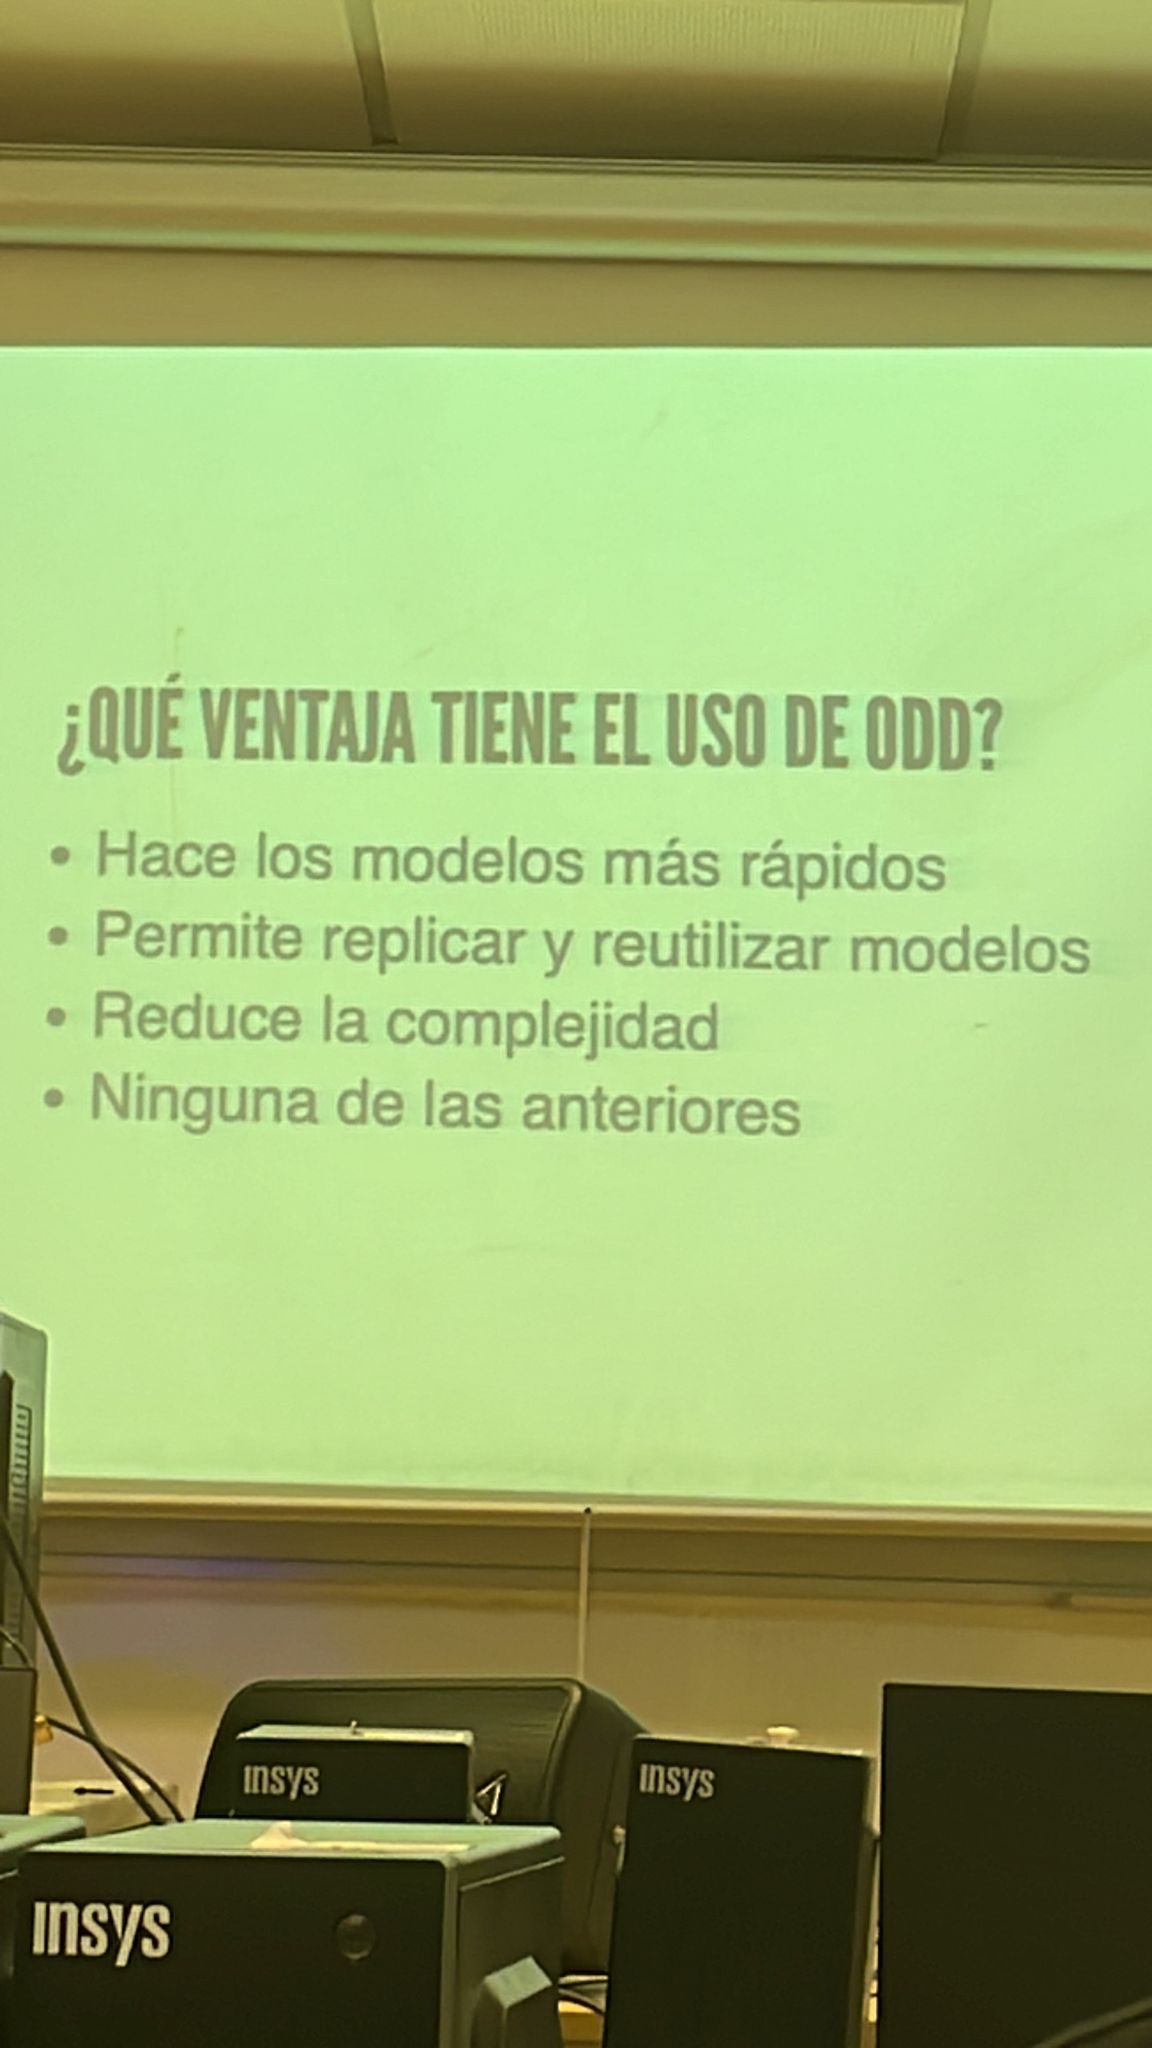 ¿QUÉ VENTAJA TIENE EL USO DE ODD?
• Hace los modelos más rápidos
• Permite replicar y reutilizar modelos
• Reduce la complejidad
• Ninguna de las anteriores
insys
insys
insys